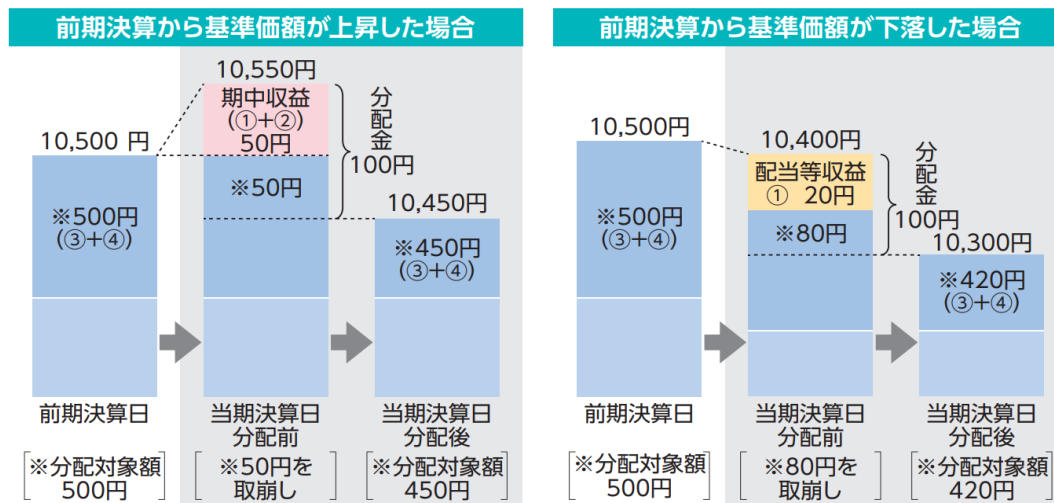 前期決算から基準価額が上昇した場合
10,550円
期中収益
(①+②)
50円
分配金
100円
10,500 円
※500円
(③+④)
※50円
10,450円
※450円
(③+④)
前期決算日
当期決算日
分配前
当期決算日
分配後
※分配対象額
500円
※50円を
取崩し
※分配対象額
450円
前期決算から基準価額が下落した場合
10,500円
※500円
(③+④)
10,400円
配当等収益
① 20円
※80円
分配金
100円
10,300円
※420円
(③+④)
前期決算日
当期決算日
分配前
当期決算日
分配後
※分配対象額
500円
※80円を
取崩し
※分配対象額
420円